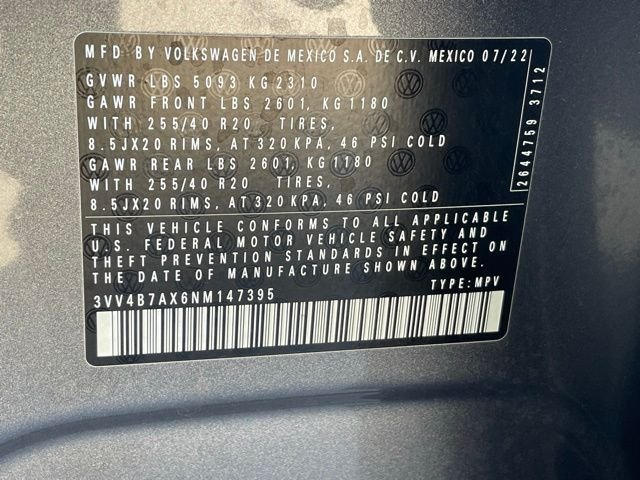 MFD BY VOLKSWAGEN DE MEXICO S.A. DE C.V. MEXICO 07/22
GVWR LBS 5093 KG 2310
GAWR FRONT LBS 2601, KG 1180
WITH 255/40 R20 TIRES,
8.5JX20 RIMS, AT 320 KPA, 46 PSI COLD
GAWR REAR LBS 2601, KG 1180
WITH 255/40 R20 TIRES,
8.5JX20 RIMS, AT 320 KPA, 46 PSI COLD
2644759 3712
THIS VEHICLE CONFORMS TO ALL APPLICABLE
U.S. FEDERAL MOTOR VEHICLE SAFETY AND
THEFT PREVENTION STANDARDS IN EFFECT ON
THE DATE OF MANUFACTURE SHOWN ABOVE.
3VV4B7AX6NM147395 TYPE: MPV